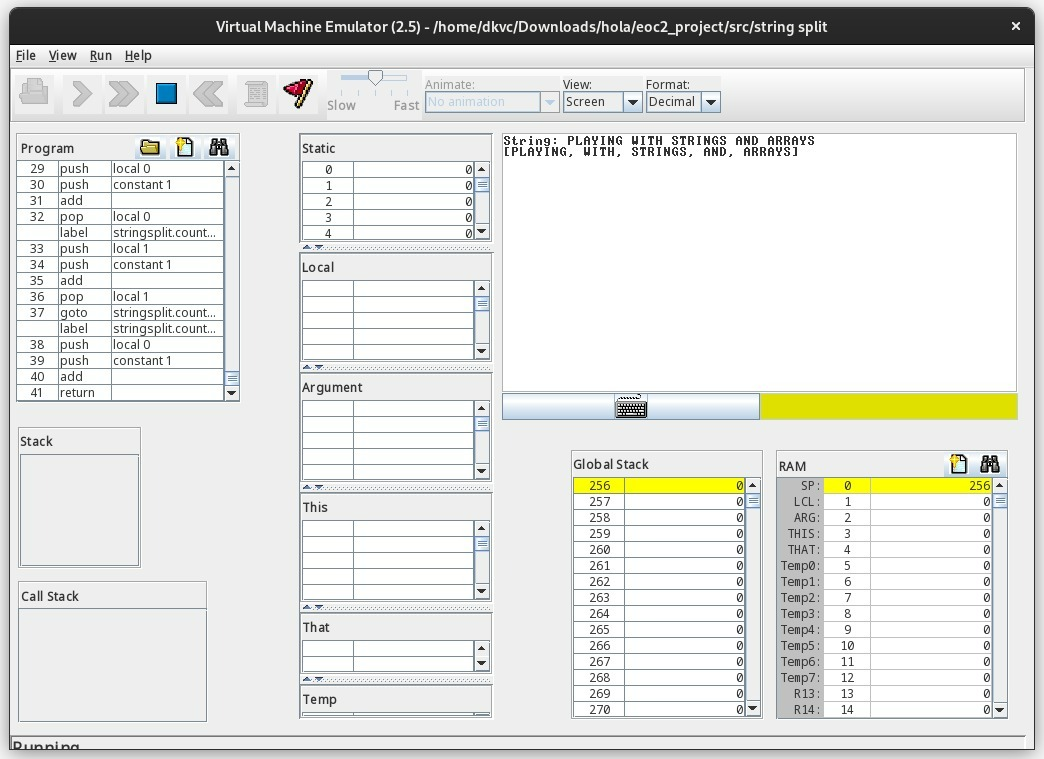 Virtual Machine Emulator (2.5) - /home/dkvc/Downloads/hola/eoc2_project/src/string split ×
File View Run Help
Slow Fast
Animate: View: Format:
No animation Screen Decimal
Program
29 push local 0
30 push constant 1
31 add
32 pop local 0
label stringsplit.count...
33 push local 1
34 push constant 1
35 add
36 pop local 1
37 goto stringsplit.count...
label stringsplit.count...
38 push local 0
39 push constant 1
40 add
41 return
Stack
Call Stack
Static
0 0
1 0
2 0
3 0
4 0
Local
Argument
This
That
Temp
String: PLAYING WITH STRINGS AND ARRAYS
[PLAYING, WITH, STRINGS, AND, ARRAYS]
Global Stack
256 0
257 0
258 0
259 0
260 0
261 0
262 0
263 0
264 0
265 0
266 0
267 0
268 0
269 0
270 0
RAM
SP: 0 256
LCL: 1 0
ARG: 2 0
THIS: 3 0
THAT: 4 0
Temp0: 5 0
Temp1: 6 0
Temp2: 7 0
Temp3: 8 0
Temp4: 9 0
Temp5: 10 0
Temp6: 11 0
Temp7: 12 0
R13: 13 0
R14: 14 0
Running